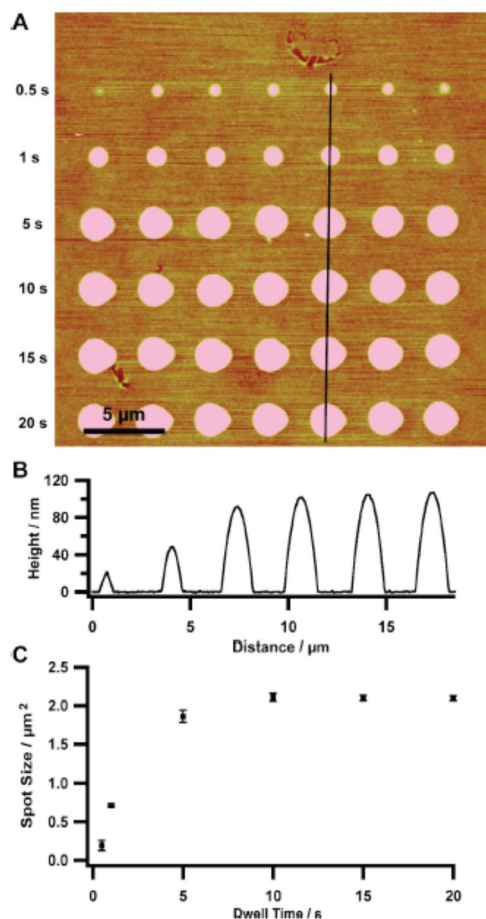 A
0.5 s
1 s
5 s
10 s
15 s
20 s
5 µm
B
120
80
40
0
Height / nm
0 5 10 15
Distance / µm
C
2.5
2.0
1.5
1.0
0.5
0.0
Spot Size / µm²
0 5 10 15 20
Dwell Time / s